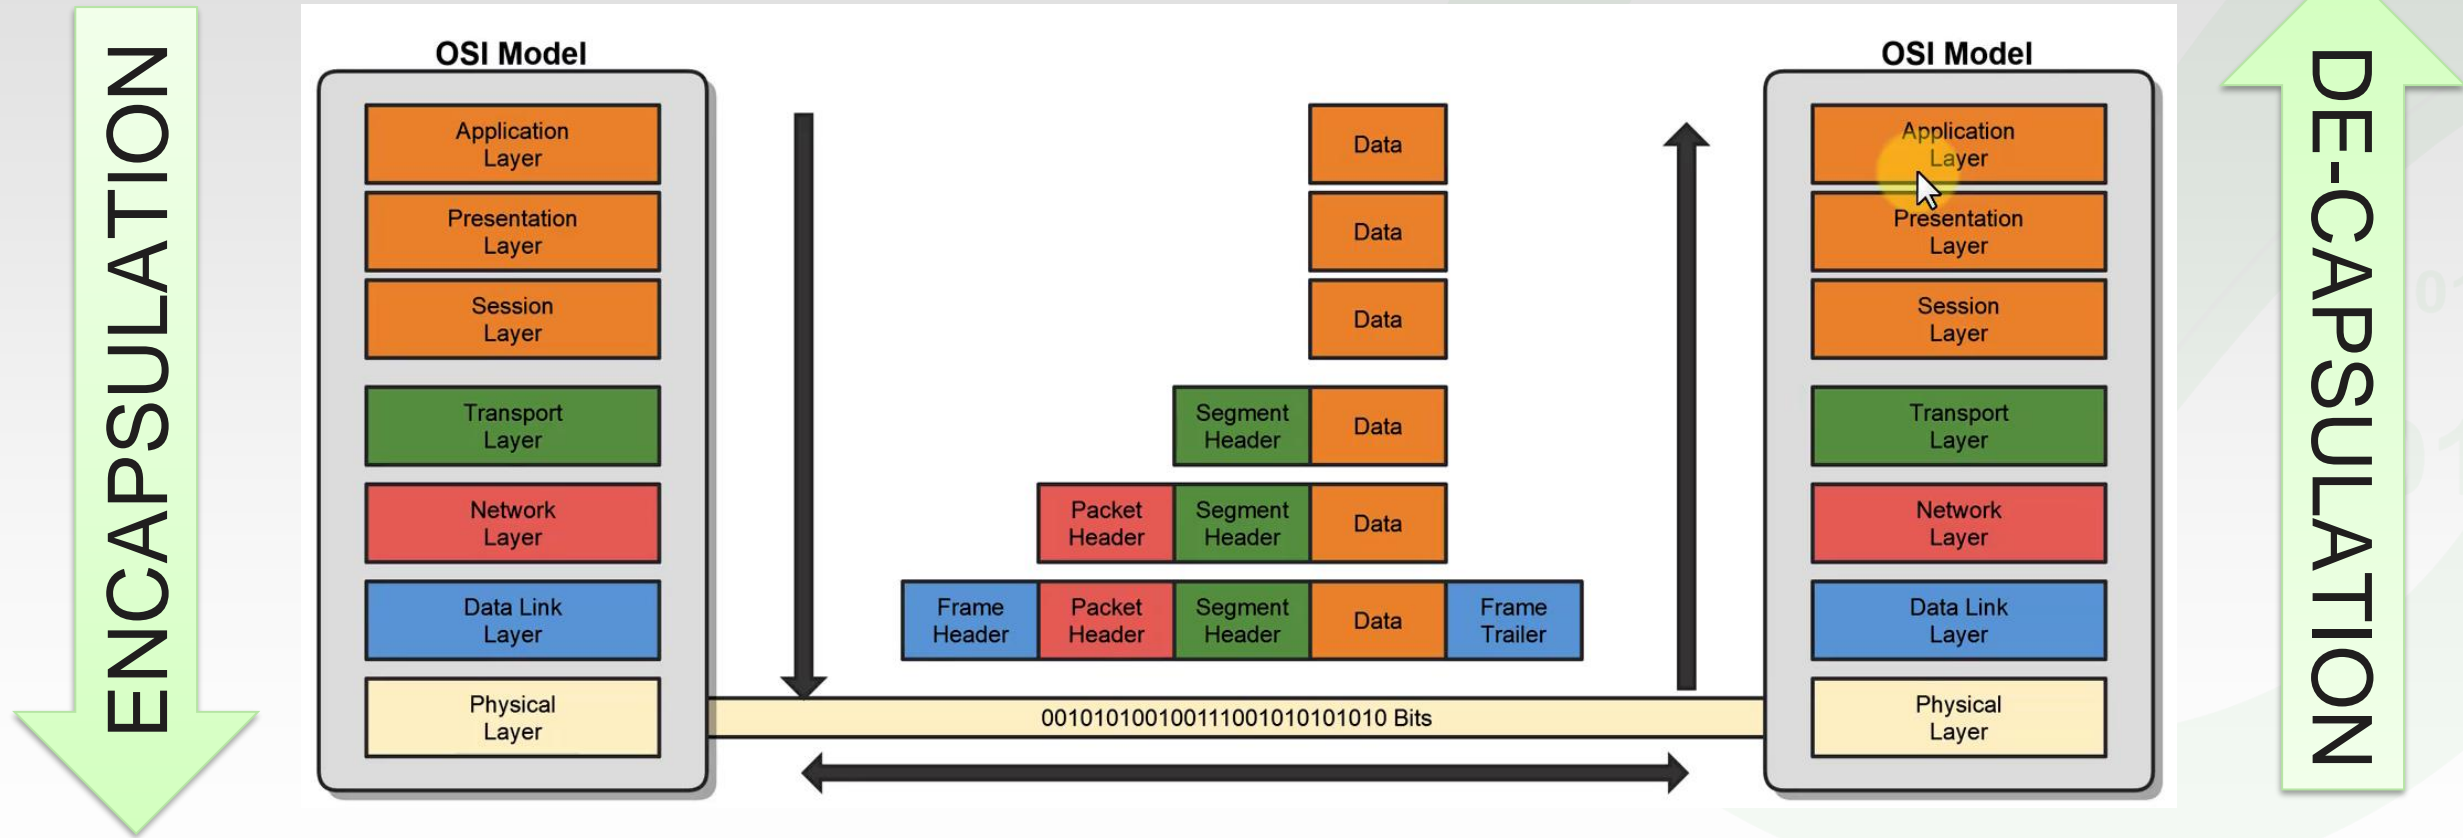 ENCAPSULATION
OSI Model
Application
Layer
Presentation
Layer
Session
Layer
Transport
Layer
Network
Layer
Data Link
Layer
Physical
Layer
Data
Data
Data
Segment
Header
Data
Packet
Header
Segment
Header
Data
Frame
Header
Packet
Header
Segment
Header
Data
Frame
Trailer
0010101001001110010101010 Bits
OSI Model
Application
Layer
Presentation
Layer
Session
Layer
Transport
Layer
Network
Layer
Data Link
Layer
Physical
Layer
DE-CAPSULATION
01
01